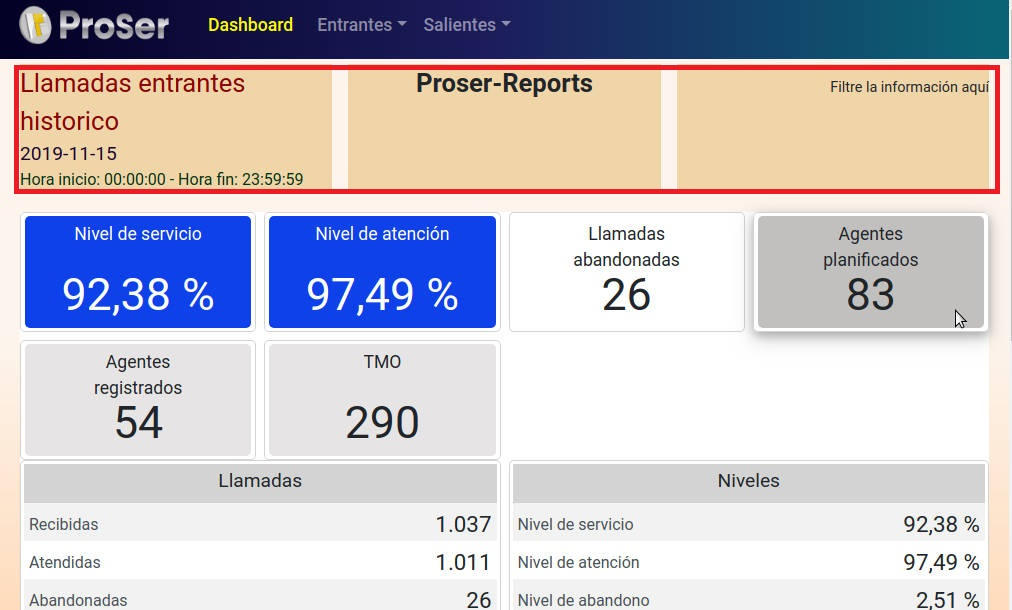 ProSer Dashboard Entrantes Salientes
Llamadas entrantes
historico
2019-11-15
Hora inicio: 00:00:00 - Hora fin: 23:59:59
Proser-Reports
Filtre la información aquí
Nivel de servicio
92,38 %
Nivel de atención
97,49 %
Llamadas
abandonadas
26
Agentes
planificados
83
Agentes
registrados
54
TMO
290
Llamadas
Recibidas 1.037
Atendidas 1.011
Abandonadas 26
Niveles
Nivel de servicio 92,38 %
Nivel de atención 97,49 %
Nivel de abandono 2,51 %